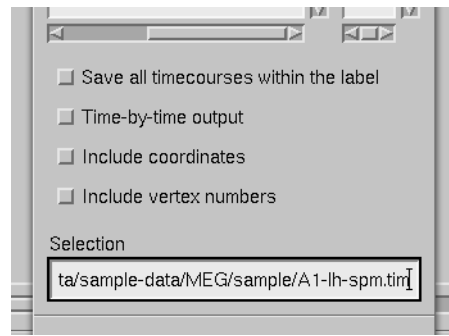 Save all timecourses within the label
Time-by-time output
Include coordinates
Include vertex numbers
Selection
ta/sample-data/MEG/sample/A1-lh-spm.tim